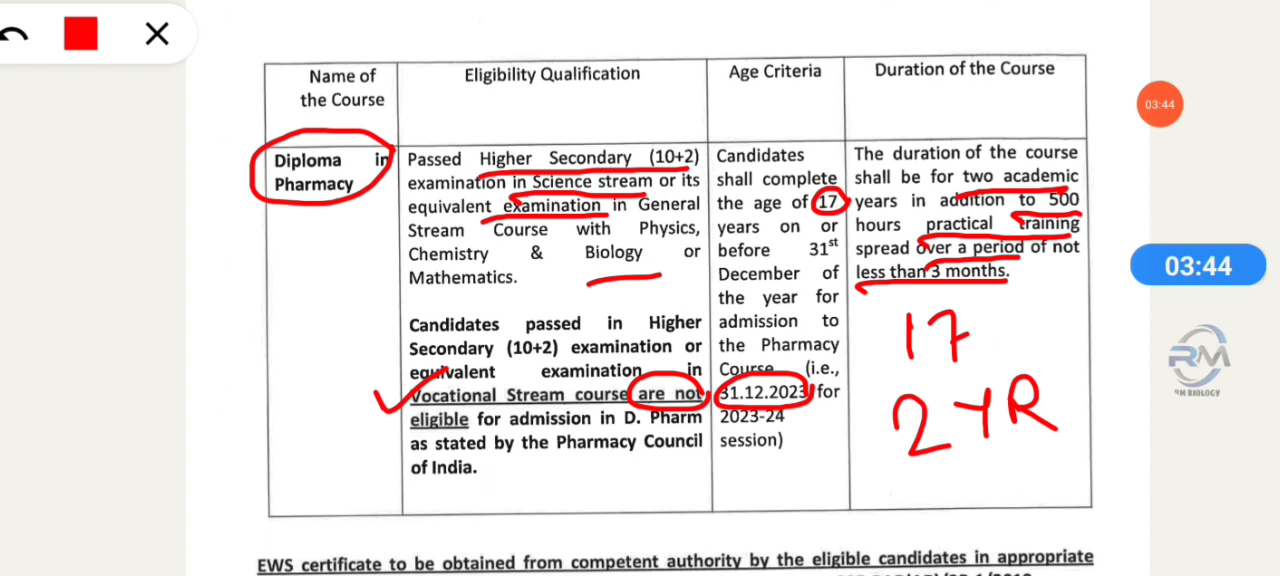 Name of
the Course
Eligibility Qualification
Age Criteria
Duration of the Course
Diploma in
Pharmacy
Passed Higher Secondary (10+2)
examination in Science stream or its
equivalent examination in General
Stream Course with Physics,
Chemistry & Biology or
Mathematics.
Candidates passed in Higher
Secondary (10+2) examination or
equivalent examination in
Vocational Stream course are not
eligible for admission in D. Pharm
as stated by the Pharmacy Council
of India.
Candidates
shall complete
the age of 17
years on or
before 31st
December of
the year for
admission to
the Pharmacy
Course (i.e.,
31.12.2023 for
2023-24
session)
The duration of the course
shall be for two academic
years in addition to 500
hours practical training
spread over a period of not
less than 3 months.
17
2 YR
03:44
03:44
RM
RM BIOLOGY
EWS certificate to be obtained from competent authority by the eligible candidates in appropriate